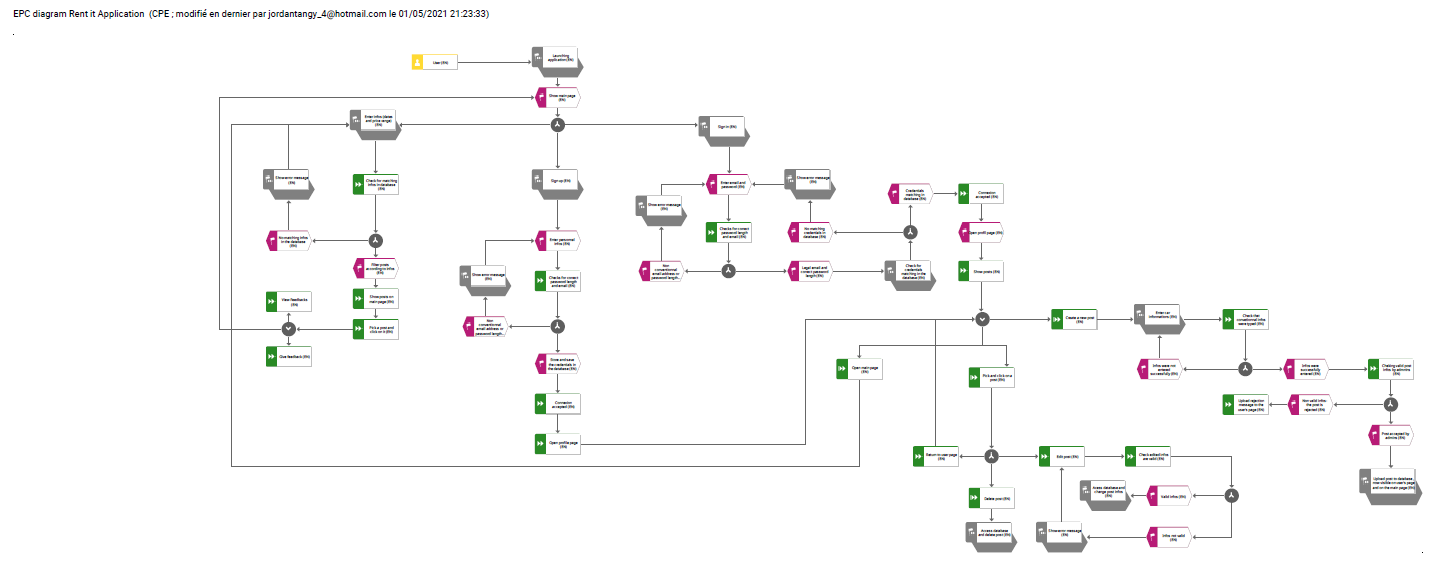 EPC diagram Rent it Application (CPE ; modifié en dernier par jordantangy_4@hotmail.com le 01/05/2021 21:23:33)
User (EN)
Launching
application (EN)
Show main page
(EN)
Enter infos (dates
and price range)
(EN)
Sign in (EN)
Show error message
(EN)
Check for matching
infos in database
(EN)
Sign up (EN)
Enter email and
password (EN)
Show error message
(EN)
Credentials
matching in
database (EN)
Connexion
accepted (EN)
Show error message
(EN)
No matching infos
in the database
(EN)
Enter personnal
infos (EN)
Checks for correct
password length
and email (EN)
No matching
credentials in
database (EN)
Open profil page (EN)
Filter posts
according to infos
(EN)
Show error message
(EN)
Checks for correct
password length
and email (EN)
Non
conventionnal
email address or
password length...
Legal email and
correct password
length (EN)
Check for
credentials
matching in the
database (EN)
Show posts (EN)
View feedbacks
(EN)
Show posts on
main page (EN)
Pick a post and
click on it (EN)
Non
conventionnal
email address or
password length...
Create a new post
(EN)
Enter car
informations (EN)
Check that
conventionnal infos
were typed (EN)
Give feedback (EN)
Store and save
the credentials in
the database (EN)
Open main page
(EN)
Pick and click on a
post (EN)
Infos were not
entered
successfully (EN)
Infos were
successfully
entered (EN)
Cheking valid post
infos by admins
(EN)
Connexion
accepted (EN)
Upload rejection
message to the
user's page (EN)
Non valid infos
the post is
rejected (EN)
Open profile page
(EN)
Post accepted by
admins (EN)
Return to user page
(EN)
Edit post (EN)
Check edited infos
are valid (EN)
Delete post (EN)
Acess database and
change post infos
(EN)
Valid infos (EN)
Upload post to database,
now visible on user's page
and on the main page (EN)
Access database
and delete post (EN)
Show error message
(EN)
Infos not valid
(EN)